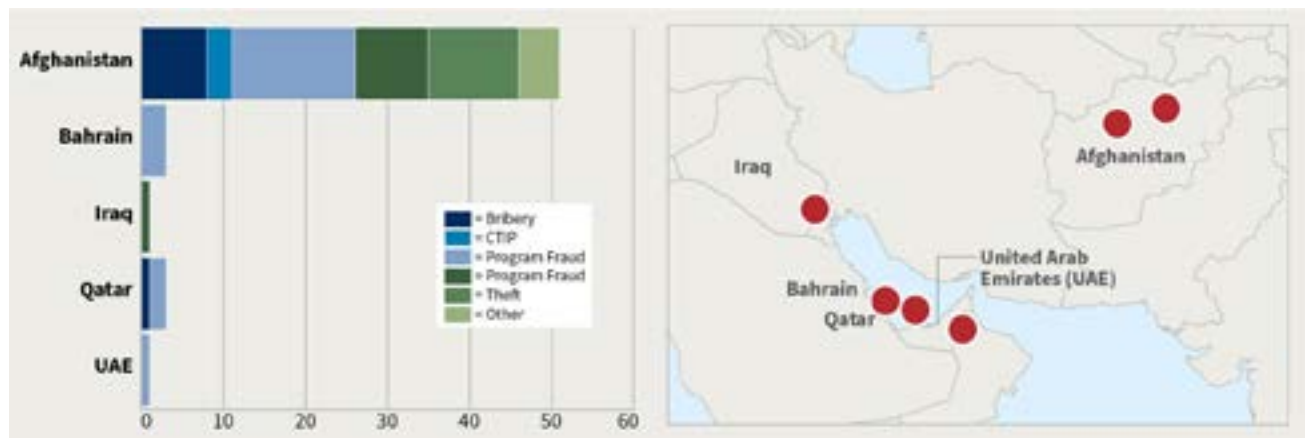 Afghanistan
Bahrain
Iraq
Qatar
UAE
0 10 20 30 40 50 60
= Bribery
= CTIP
= Program Fraud
= Program Fraud
= Theft
= Other
Iraq
Afghanistan
United Arab
Emirates (UAE)
Bahrain
Qatar